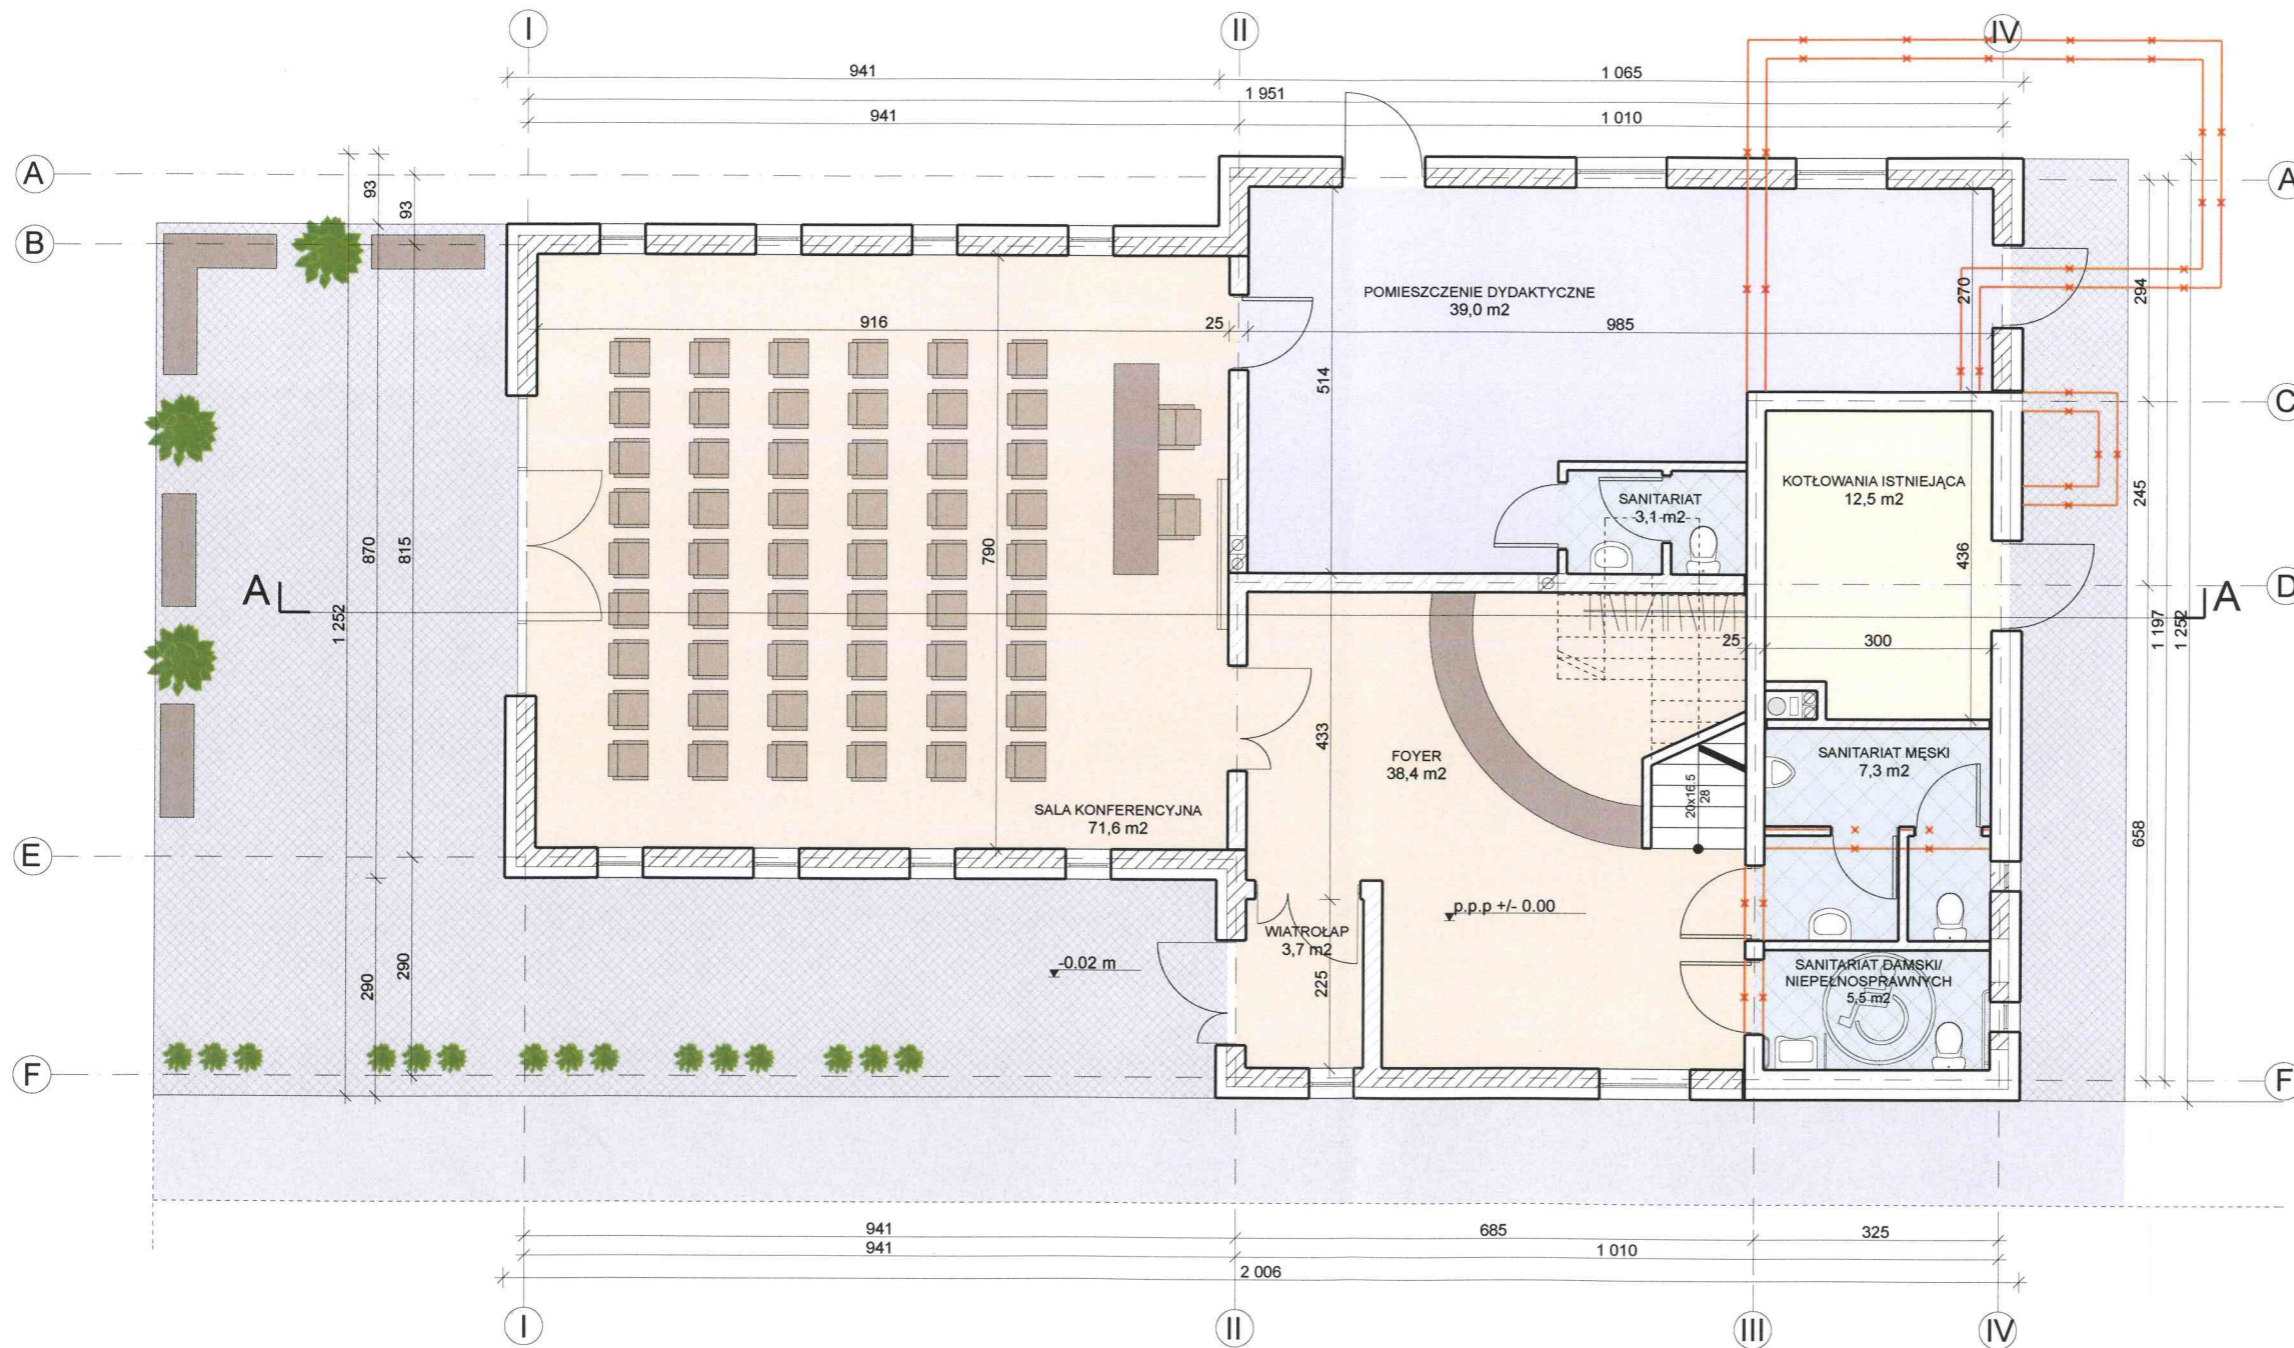 I
II
IV
941
1 065
1 951
941
1 010
A
A
93
93
B
294
270
POMIESZCZENIE DYDAKTYCZNE
39,0 m2
916
25
985
514
C
KOTŁOWANIA ISTNIEJĄCA
12,5 m2
245
SANITARIAT
3,1 m2
436
790
870
815
A
A
D
1 252
1 197
1 252
25
300
433
FOYER
38,4 m2
SANITARIAT MĘSKI
7,3 m2
20x16.5
28
SALA KONFERENCYJNA
71,6 m2
658
E
p.p.p +/- 0.00
WIATROŁAP
3,7 m2
-0.02 m
290
290
225
SANITARIAT DAMSKI/
NIEPEŁNOSPRAWNYCH
5,5 m2
F
F
941
685
325
941
1 010
2 006
I
II
III
IV